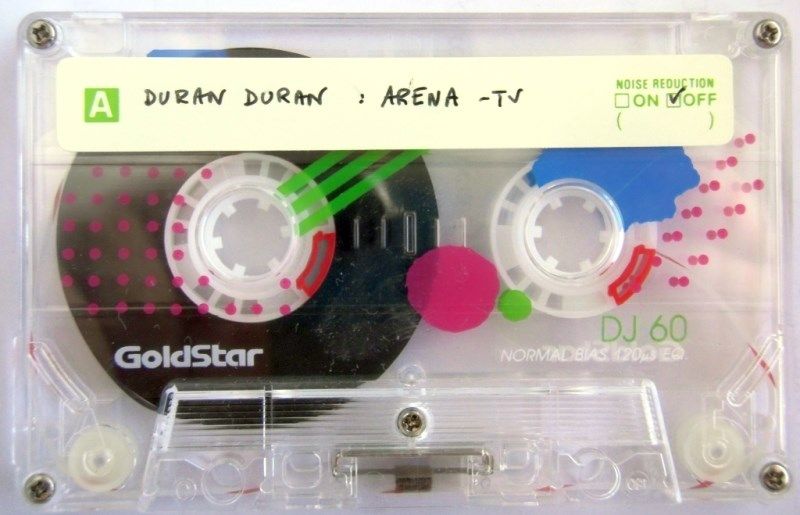 A DURAN DURAN : ARENA -TV
NOISE REDUCTION
ON OFF
( )
GoldStar
DJ 60
NORMAL BIAS 120µs EQ.